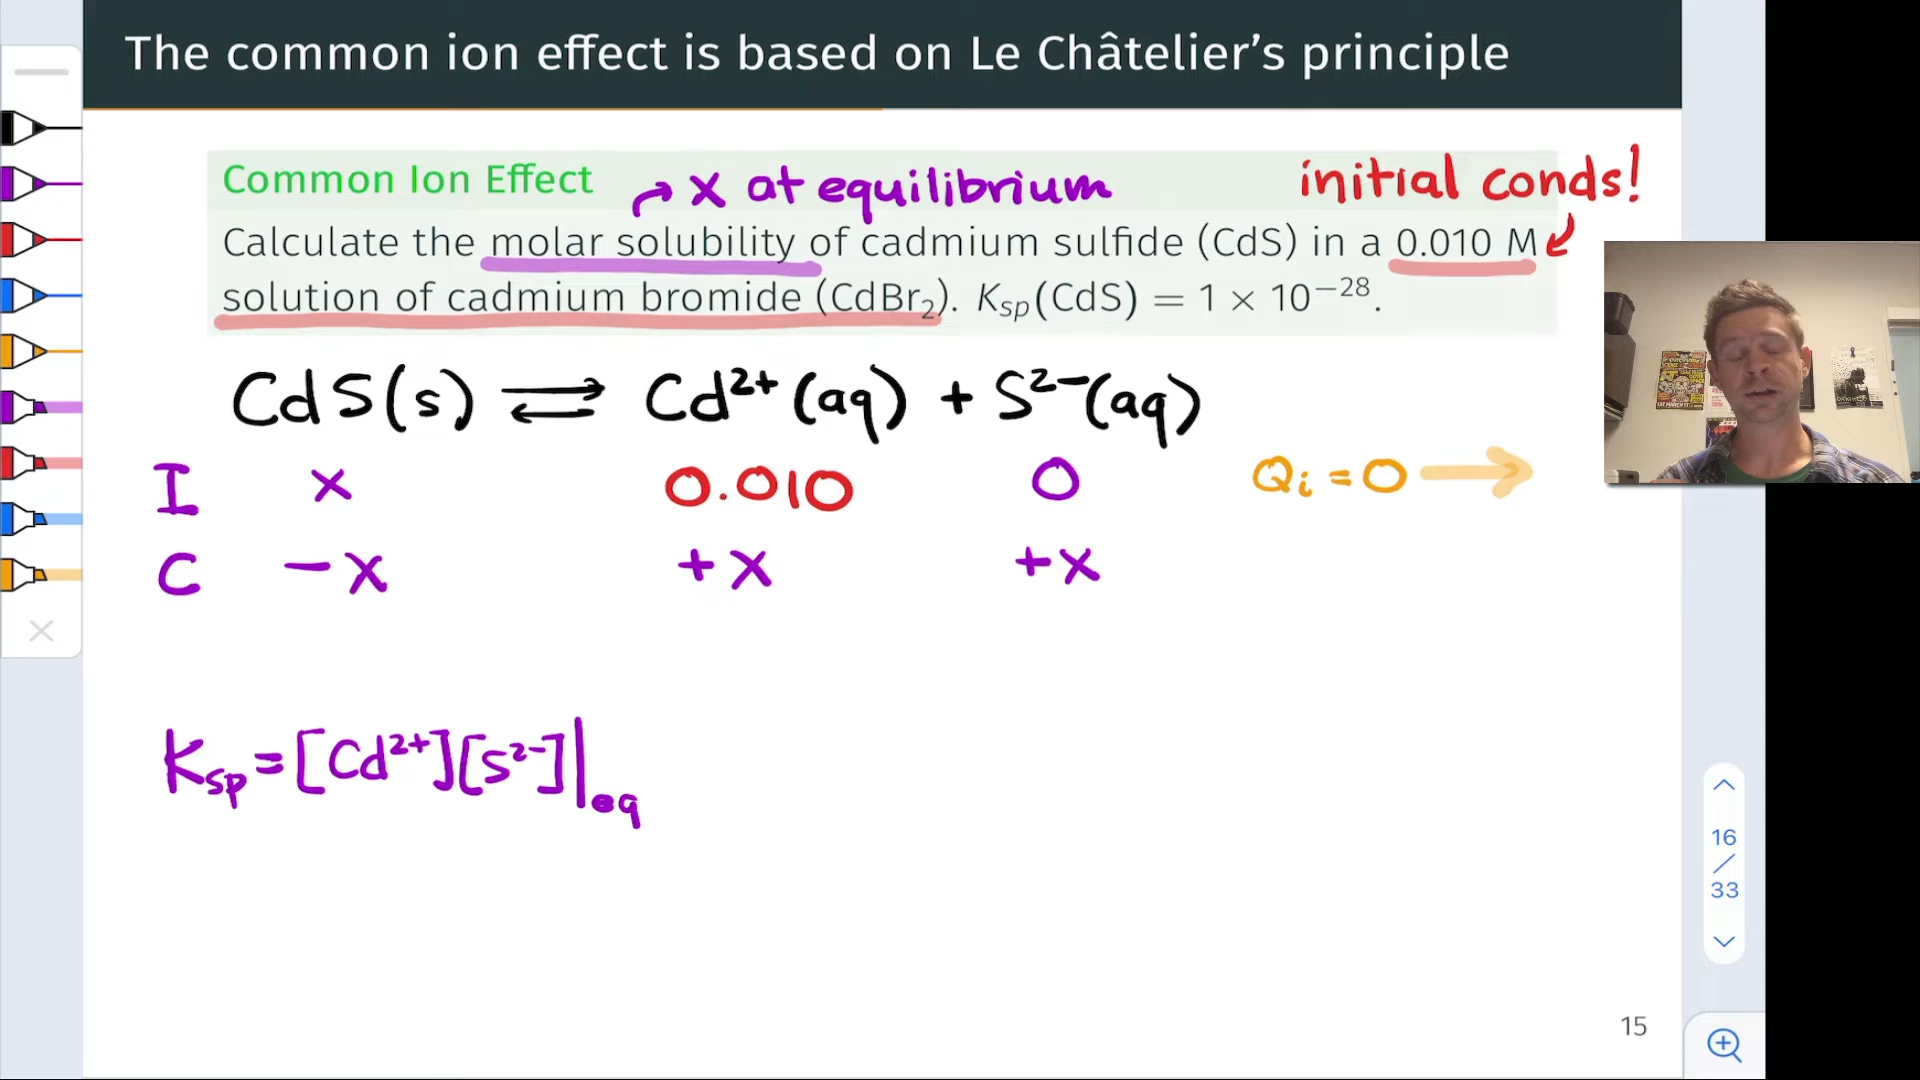 The common ion effect is based on Le Châtelier's principle
Common Ion Effect
x at equilibrium
initial conds!
Calculate the molar solubility of cadmium sulfide (CdS) in a 0.010 M
solution of cadmium bromide (CdBr₂). Kₛₚ(CdS) = 1 × 10⁻²⁸.
CdS(s) ⇌ Cd²⁺(aq) + S²⁻(aq)
I x 0.010 0 Qᵢ = 0 →
C −x +x +x
Ksp = [Cd²⁺][S²⁻]|eq
16
/
33
15